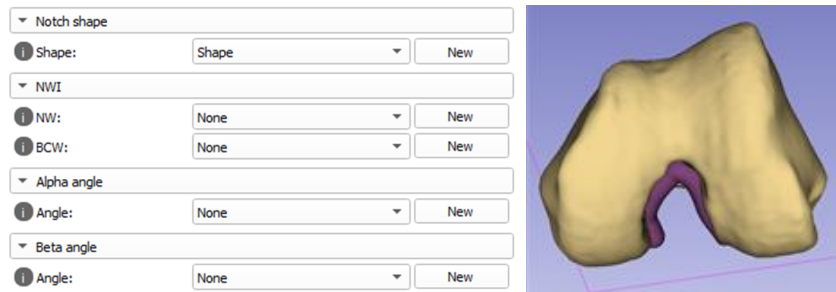 Notch shape
Shape: Shape New
NWI
NW: None New
BCW: None New
Alpha angle
Angle: None New
Beta angle
Angle: None New